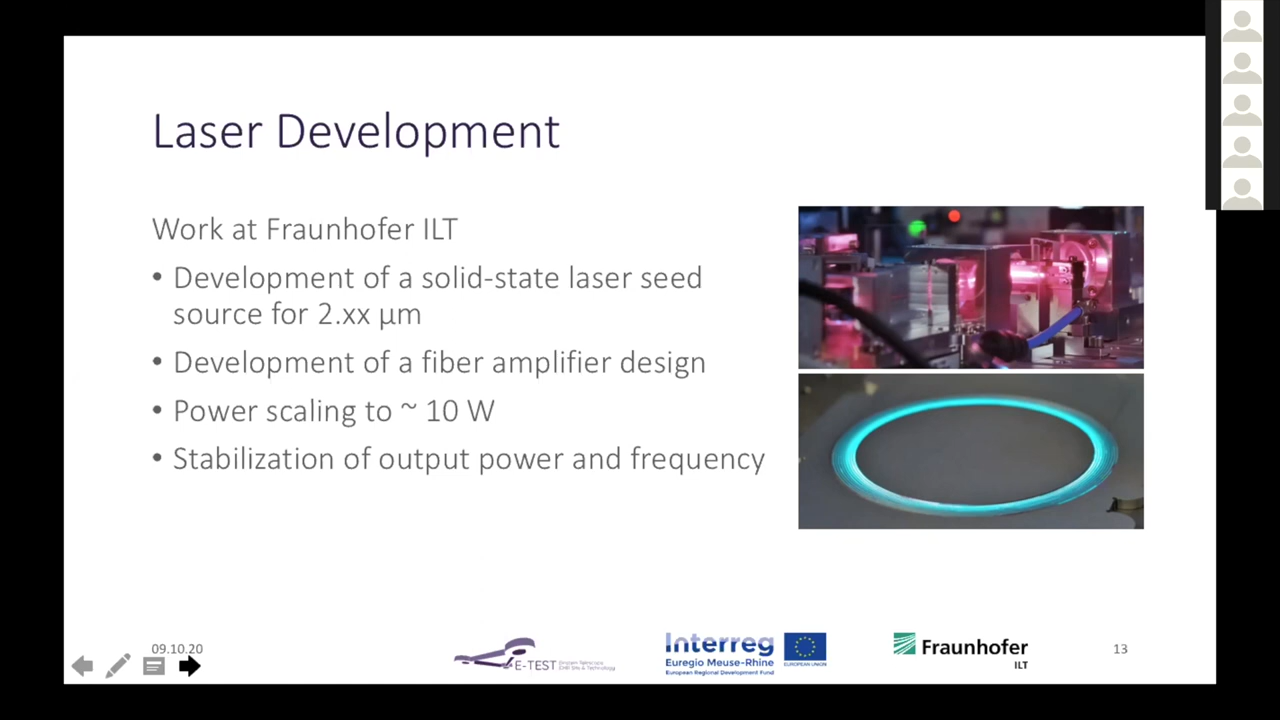 Laser Development
Work at Fraunhofer ILT
• Development of a solid-state laser seed
source for 2.xx µm
• Development of a fiber amplifier design
• Power scaling to ~ 10 W
• Stabilization of output power and frequency
09.10.20
E-TEST
Interreg
Euregio Meuse-Rhine
European Regional Development Fund
EUROPEAN UNION
Fraunhofer
ILT
13